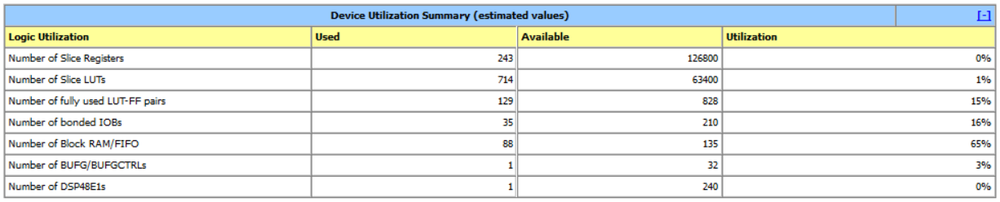 Device Utilization Summary (estimated values) [-]
Logic Utilization Used Available Utilization
Number of Slice Registers 243 126800 0%
Number of Slice LUTs 714 63400 1%
Number of fully used LUT-FF pairs 129 828 15%
Number of bonded IOBs 35 210 16%
Number of Block RAM/FIFO 88 135 65%
Number of BUFG/BUFGCTRLs 1 32 3%
Number of DSP48E1s 1 240 0%